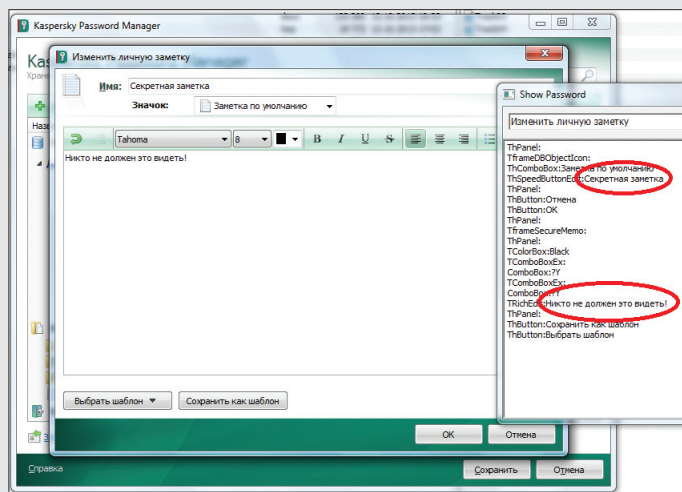 Kaspersky Password Manager
Kas
Хране
Изменить личную заметку
Имя: Секретная заметка
Значок: Заметка по умолчанию
Назв
Tahoma 8 B I U S
Никто не должен это видеть!
Выбрать шаблон Сохранить как шаблон
OK Отмена
Справка Сохранить Отмена
Show Password
Изменить личную заметку
ThPanel:
TframeDBObjectIcon:
ThComboBox:Заметка по умолчанию
ThSpeedButtonEdit:Секретная заметка
ThPanel:
ThButton:Отмена
ThButton:OK
ThPanel:
TframeSecureMemo:
ThPanel:
TColorBox:Black
TComboBoxEx:
ComboBox:?Y
TComboBoxEx:
ComboBox:?Y
TRichEdit:Никто не должен это видеть!
ThPanel:
ThButton:Сохранить как шаблон
ThButton:Выбрать шаблон